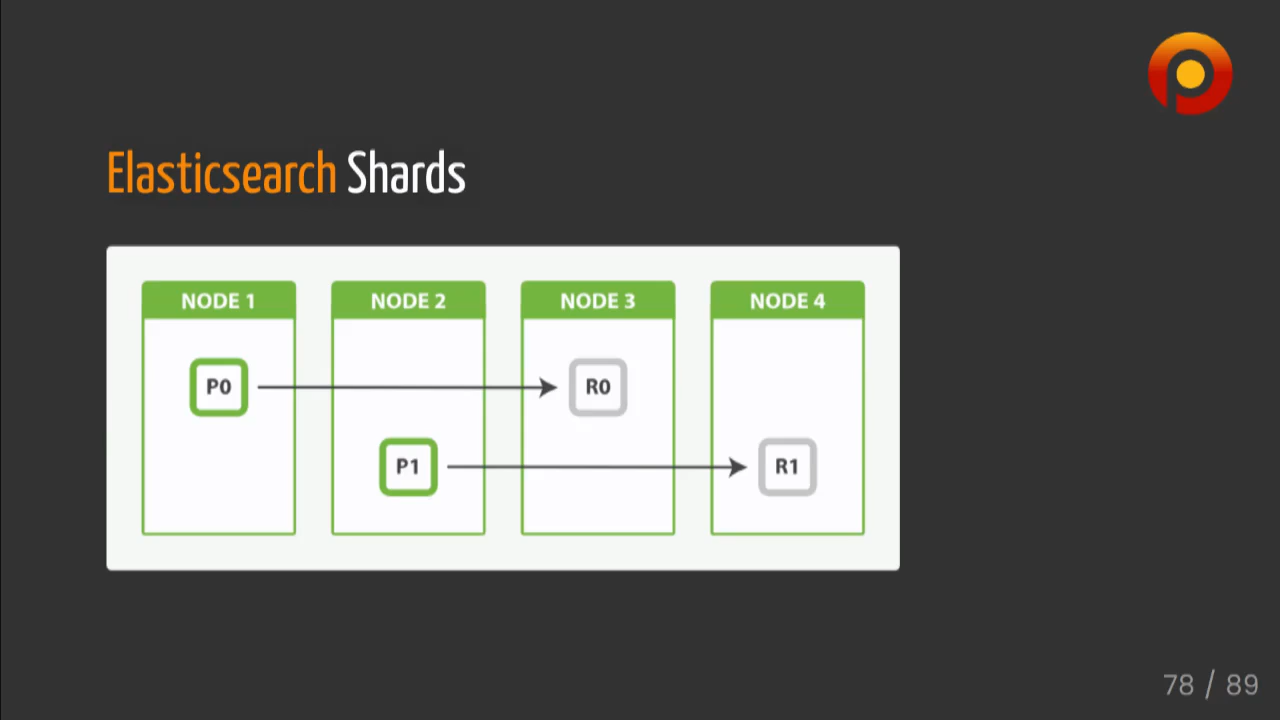 Elasticsearch Shards
NODE 1 NODE 2 NODE 3 NODE 4
P0 R0
P1 R1
78 / 89